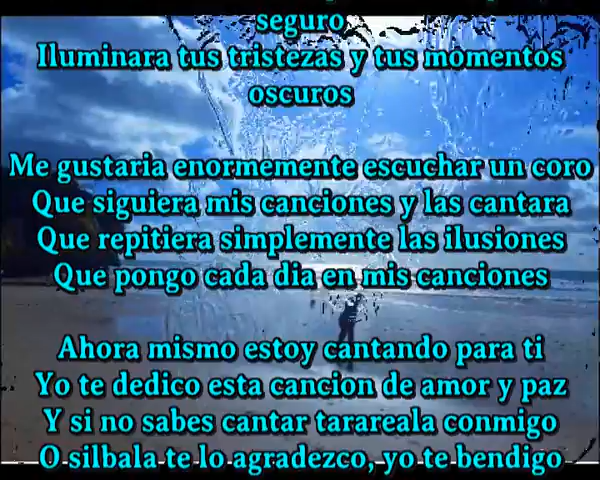 seguro
Iluminara tus tristezas y tus momentos
oscuros
Me gustaria enormemente escuchar un coro
Que siguiera mis canciones y las cantara
Que repitiera simplemente las ilusiones
Que pongo cada dia en mis canciones
Ahora mismo estoy cantando para ti
Yo te dedico esta cancion de amor y paz
Y si no sabes cantar tarareala conmigo
O silbala te lo agradezco, yo te bendigo